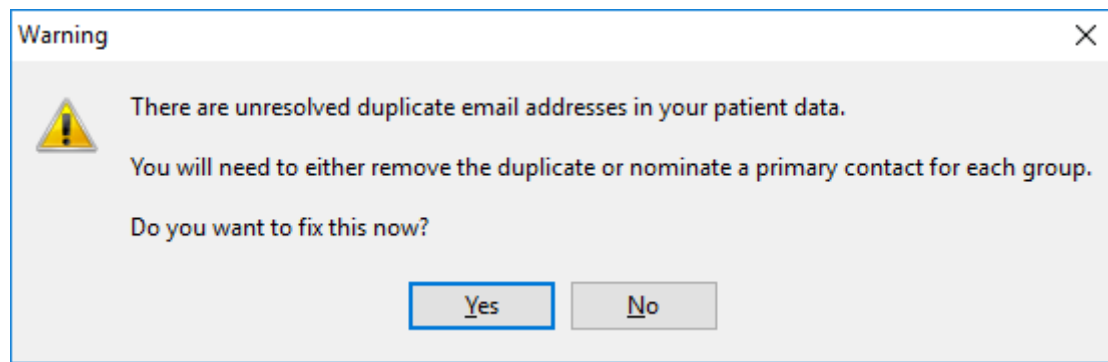 Warning
There are unresolved duplicate email addresses in your patient data.
You will need to either remove the duplicate or nominate a primary contact for each group.
Do you want to fix this now?
Yes No